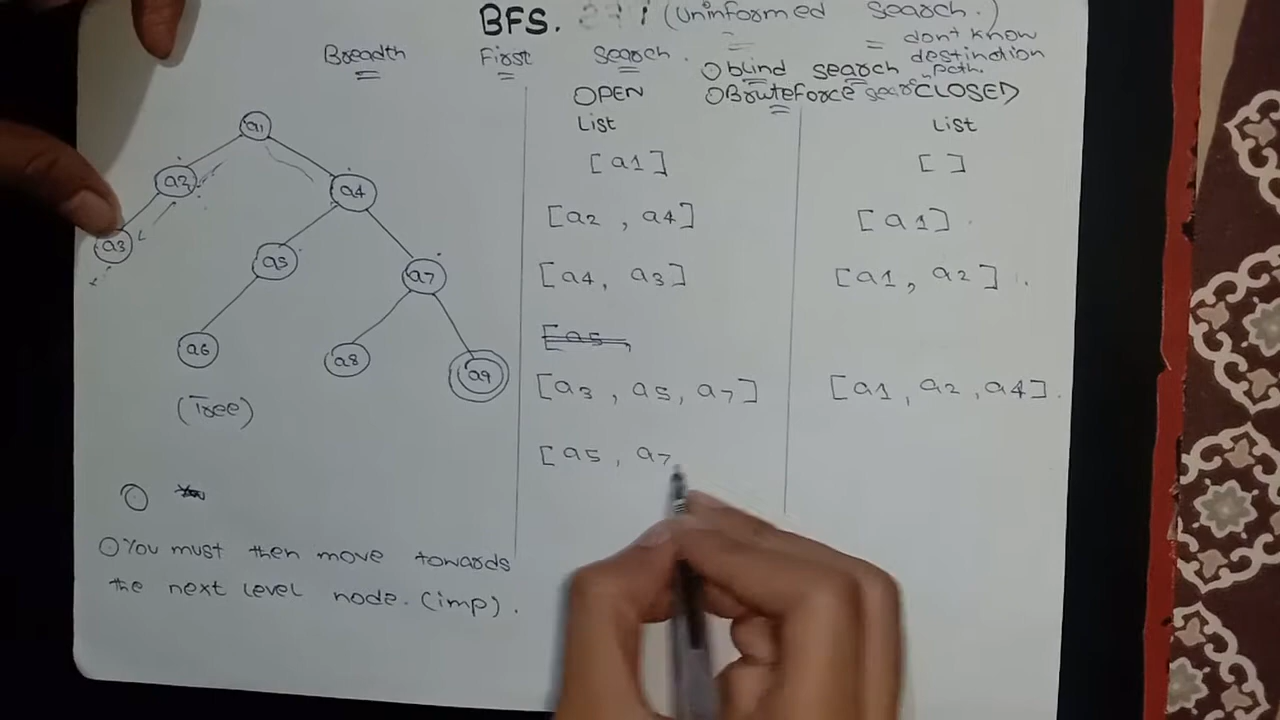 BFS. (Uninformed Search.)
Breadth First Search.
= don't know
destination
path.
blind search
Bruteforce search
OPEN
List
CLOSED
List
[a1]
[ ]
[a2, a4]
[a1]
[a4, a3]
[a1, a2]
[a5,
[a3, a5, a7]
[a1, a2, a4].
[a5, a7
a1
a2
a4
a3
a5
a7
a6
a8
a9
(Tree)
You must then move towards
the next level node. (imp).